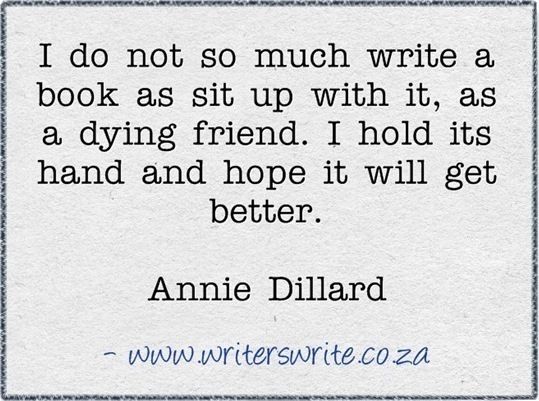 I do not so much write a
book as sit up with it, as
a dying friend. I hold its
hand and hope it will get
better.
Annie Dillard
- www.writerswrite.co.za